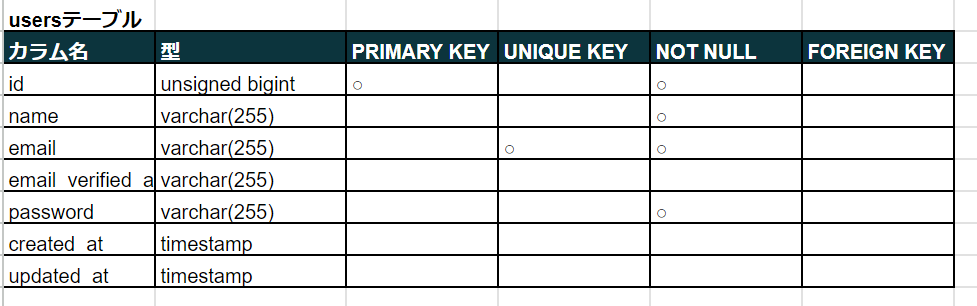 usersテーブル
カラム名 型 PRIMARY KEY UNIQUE KEY NOT NULL FOREIGN KEY
id unsigned bigint ○ ○
name varchar(255) ○
email varchar(255) ○ ○
email_verified_a varchar(255)
password varchar(255) ○
created_at timestamp
updated_at timestamp